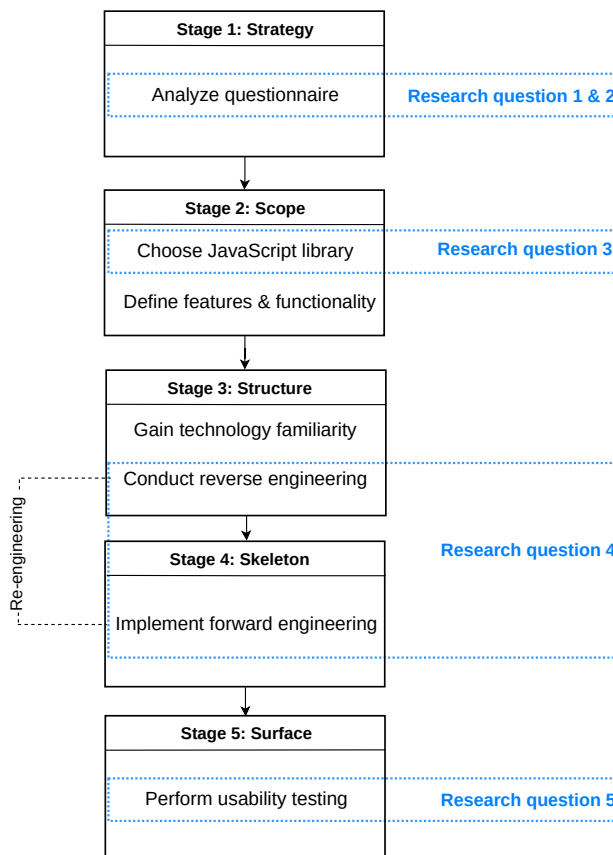 Stage 1: Strategy
Analyze questionnaire
Research question 1 & 2
Stage 2: Scope
Choose JavaScript library
Research question 3
Define features & functionality
Stage 3: Structure
Gain technology familiarity
Conduct reverse engineering
Re-engineering
Research question 4
Stage 4: Skeleton
Implement forward engineering
Stage 5: Surface
Perform usability testing
Research question 5